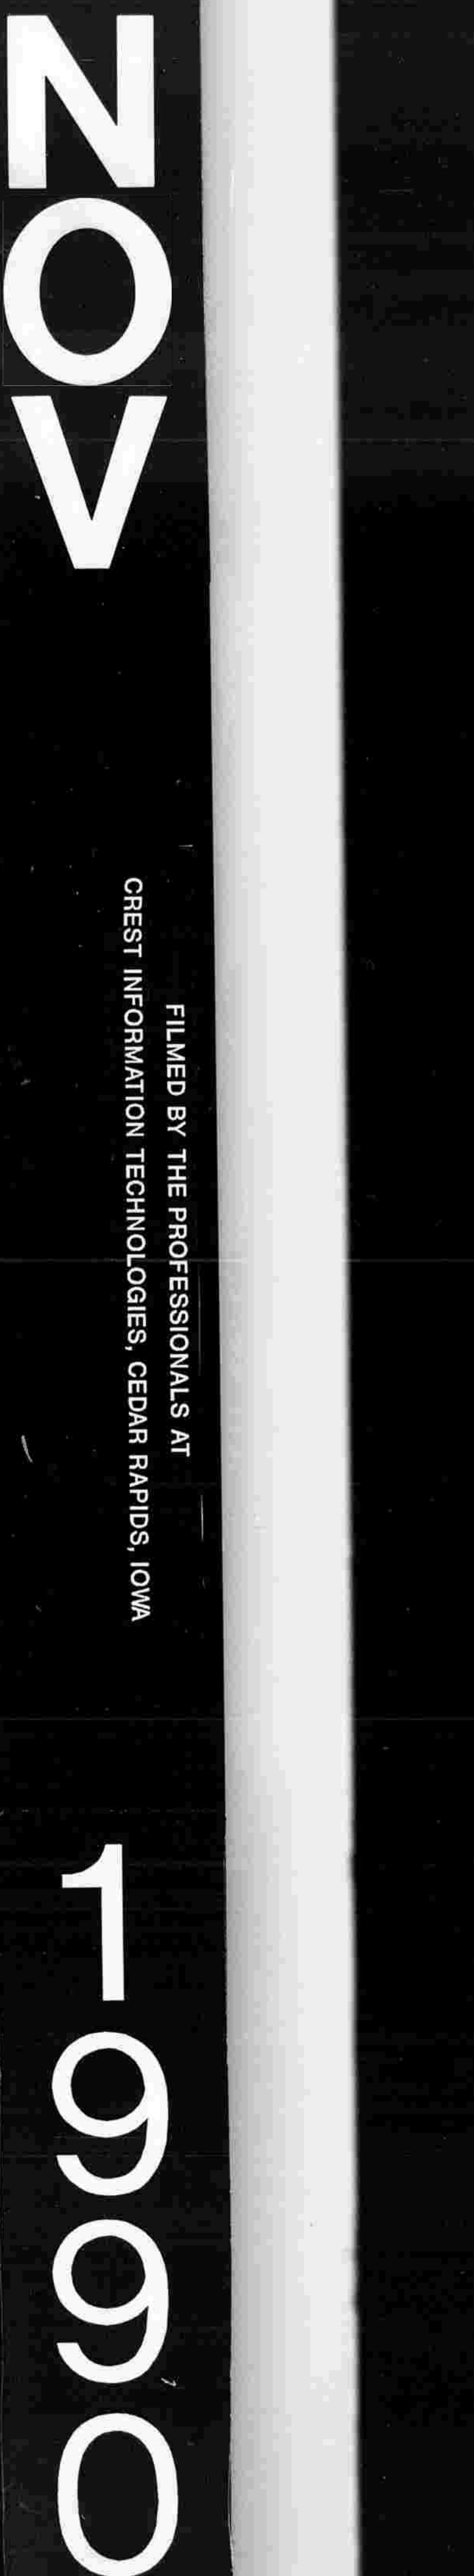 NOV
FILMED BY THE PROFESSIONALS AT
CREST INFORMATION TECHNOLOGIES, CEDAR RAPIDS, IOWA
1990